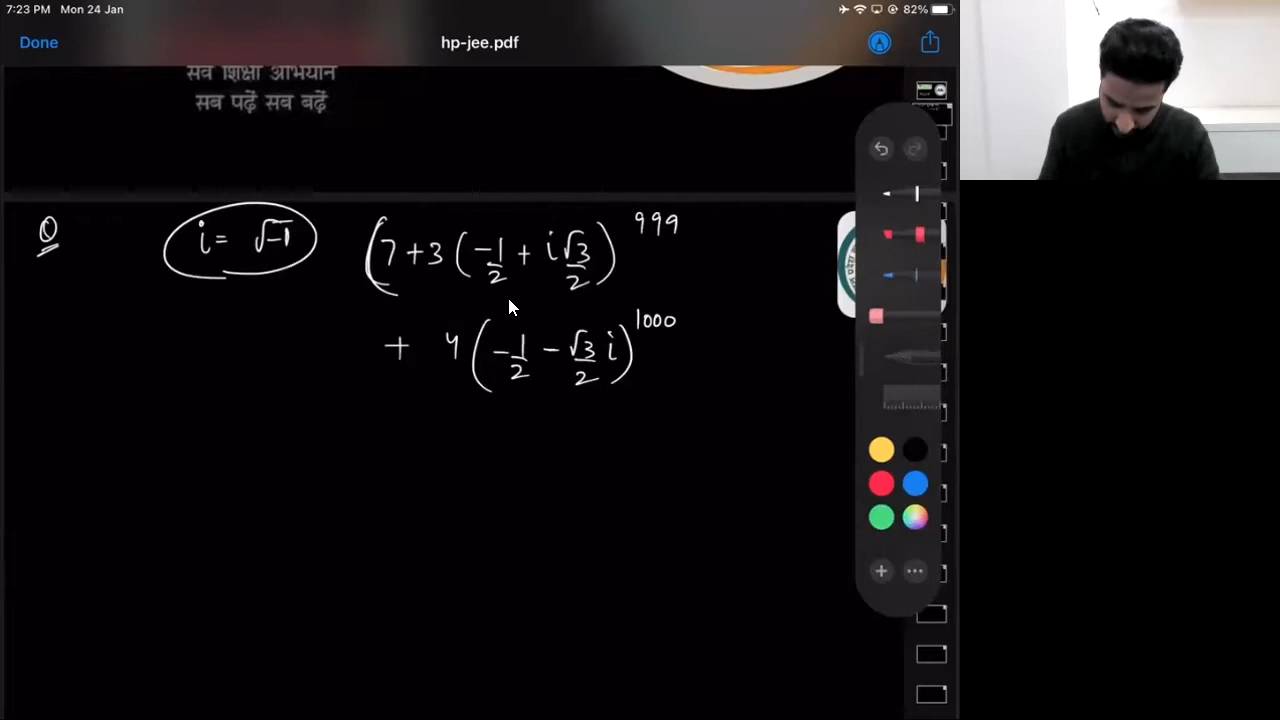 7:23 PM Mon 24 Jan
82%
Done
hp-jee.pdf
सर्व शिक्षा अभियान
सब पढ़ें सब बढ़ें
Q i = √-1 (7 + 3 (-1/2 + i √3/2)^999
+ 4 (-1/2 - √3/2 i)^1000